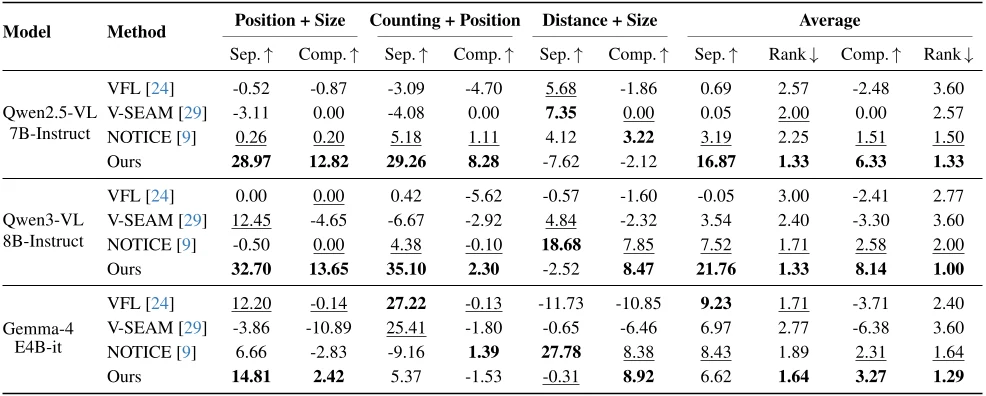 Model Method Position + Size Counting + Position Distance + Size Average
Sep.↑ Comp.↑ Sep.↑ Comp.↑ Sep.↑ Comp.↑ Sep.↑ Rank↓ Comp.↑ Rank↓
VFL [24] -0.52 -0.87 -3.09 -4.70 5.68 -1.86 0.69 2.57 -2.48 3.60
Qwen2.5-VL V-SEAM [29] -3.11 0.00 -4.08 0.00 7.35 0.00 0.05 2.00 0.00 2.57
7B-Instruct NOTICE [9] 0.26 0.20 5.18 1.11 4.12 3.22 3.19 2.25 1.51 1.50
Ours 28.97 12.82 29.26 8.28 -7.62 -2.12 16.87 1.33 6.33 1.33
VFL [24] 0.00 0.00 0.42 -5.62 -0.57 -1.60 -0.05 3.00 -2.41 2.77
Qwen3-VL V-SEAM [29] 12.45 -4.65 -6.67 -2.92 4.84 -2.32 3.54 2.40 -3.30 3.60
8B-Instruct NOTICE [9] -0.50 0.00 4.38 -0.10 18.68 7.85 7.52 1.71 2.58 2.00
Ours 32.70 13.65 35.10 2.30 -2.52 8.47 21.76 1.33 8.14 1.00
VFL [24] 12.20 -0.14 27.22 -0.13 -11.73 -10.85 9.23 1.71 -3.71 2.40
Gemma-4 V-SEAM [29] -3.86 -10.89 25.41 -1.80 -0.65 -6.46 6.97 2.77 -6.38 3.60
E4B-it NOTICE [9] 6.66 -2.83 -9.16 1.39 27.78 8.38 8.43 1.89 2.31 1.64
Ours 14.81 2.42 5.37 -1.53 -0.31 8.92 6.62 1.64 3.27 1.29